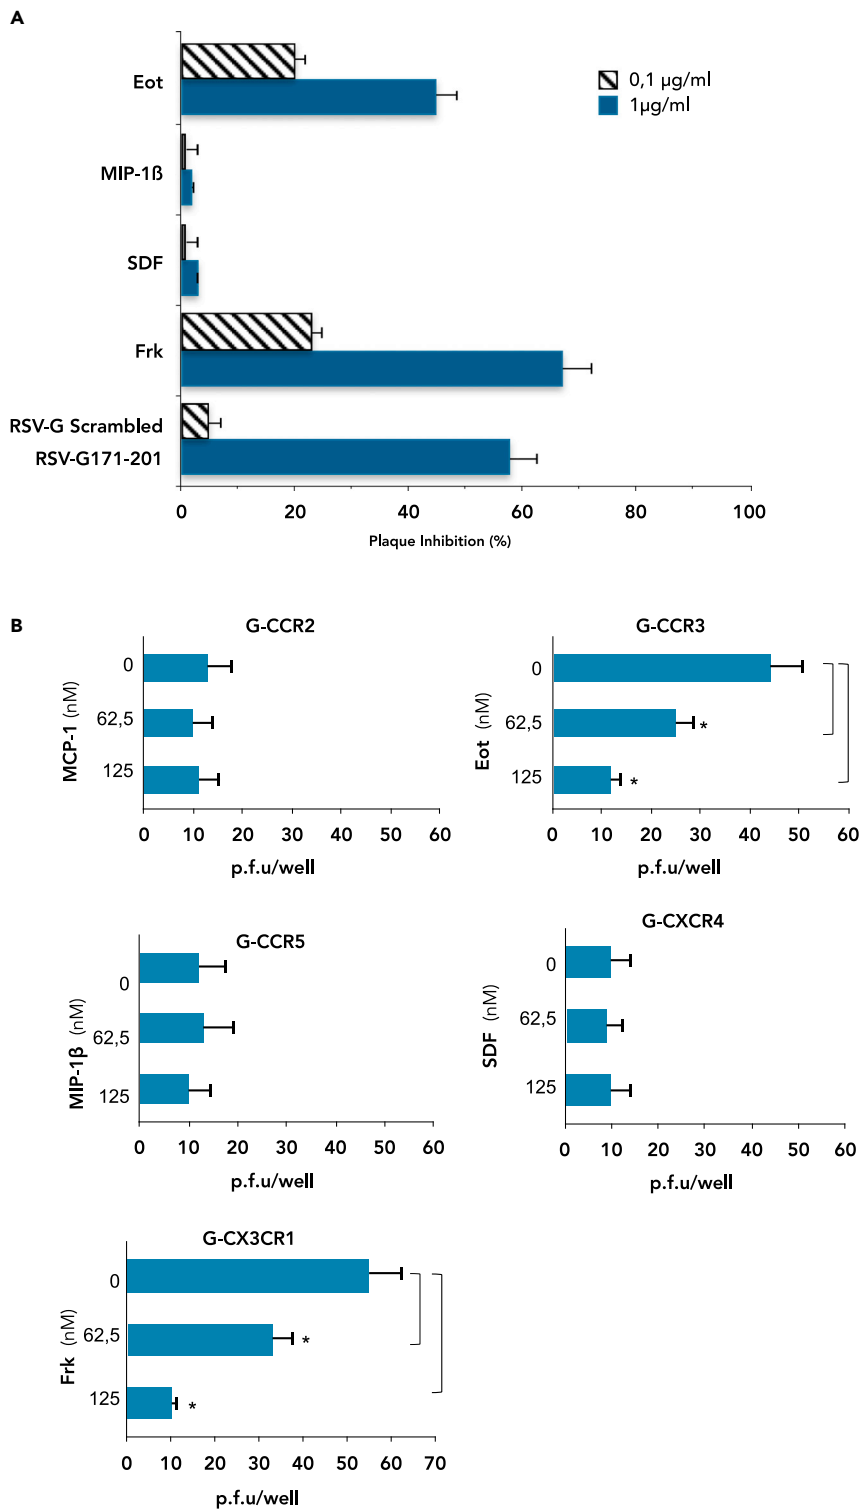 A
Eot
MIP-1ß
SDF
Frk
RSV-G Scrambled
RSV-G171-201
0,1 µg/ml
1µg/ml
0 20 40 60 80 100
Plaque Inhibition (%)
B
G-CCR2
MCP-1 (nM)
0
62,5
125
0 10 20 30 40 50 60
p.f.u/well
G-CCR3
Eot (nM)
0
62,5
*
125
*
0 10 20 30 40 50 60
p.f.u/well
G-CCR5
MIP-1β (nM)
0
62,5
125
0 10 20 30 40 50 60
p.f.u/well
G-CXCR4
SDF (nM)
0
62,5
125
0 10 20 30 40 50 60
p.f.u/well
G-CX3CR1
Frk (nM)
0
62,5
*
125
*
0 10 20 30 40 50 60 70
p.f.u/well